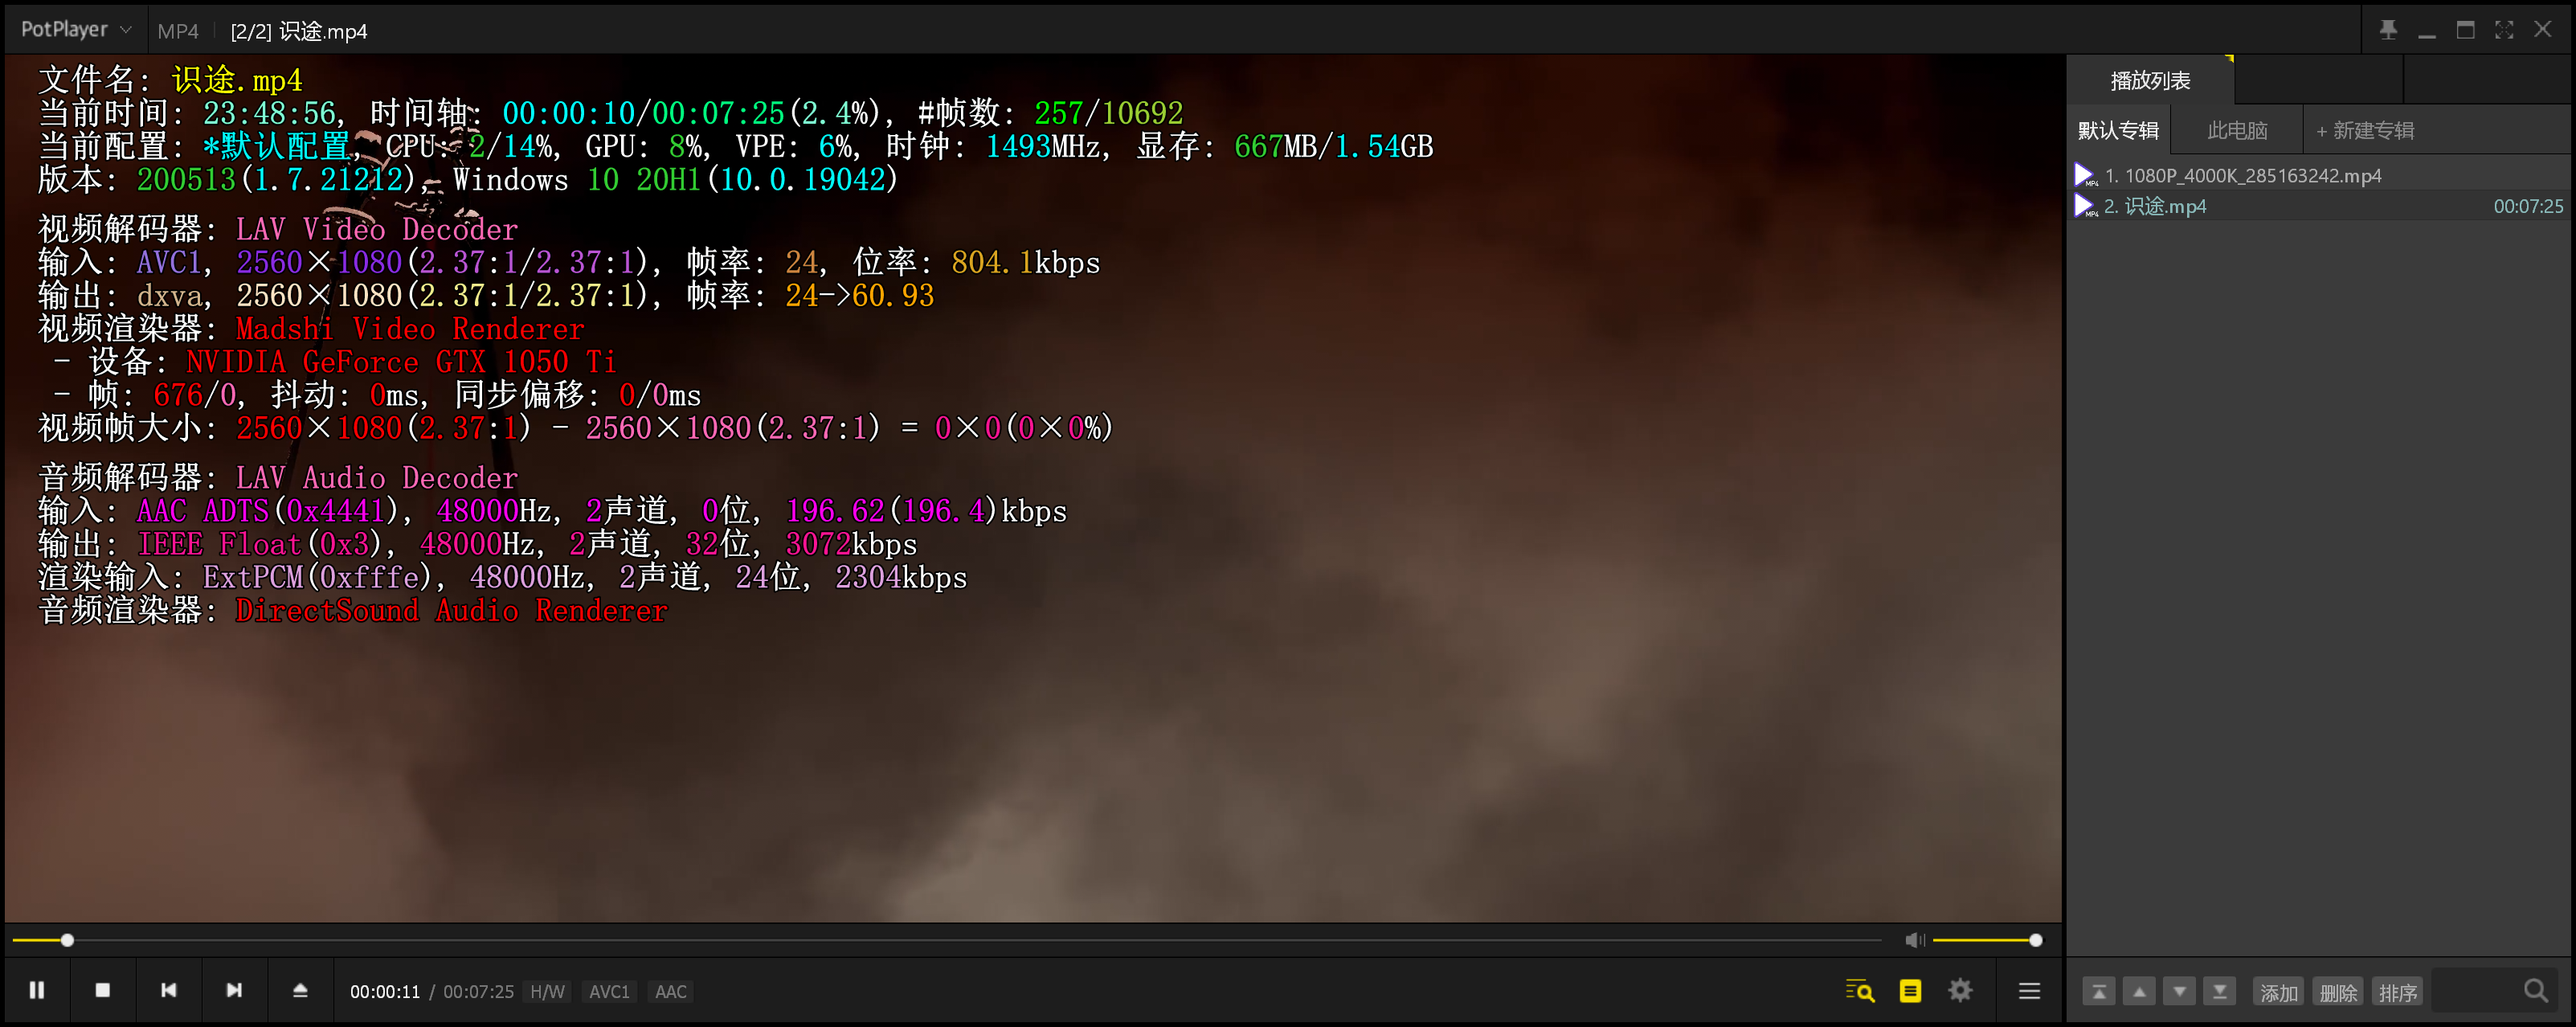 PotPlayer MP4 [2/2] 识途.mp4
文件名: 识途.mp4
当前时间: 23:48:56, 时间轴: 00:00:10/00:07:25(2.4%), #帧数: 257/10692
当前配置: *默认配置, CPU: 2/14%, GPU: 8%, VPE: 6%, 时钟: 1493MHz, 显存: 667MB/1.54GB
版本: 200513(1.7.21212), Windows 10 20H1(10.0.19042)
视频解码器: LAV Video Decoder
输入: AVC1, 2560×1080(2.37:1/2.37:1), 帧率: 24, 位率: 804.1kbps
输出: dxva, 2560×1080(2.37:1/2.37:1), 帧率: 24->60.93
视频渲染器: Madshi Video Renderer
- 设备: NVIDIA GeForce GTX 1050 Ti
- 帧: 676/0, 抖动: 0ms, 同步偏移: 0/0ms
视频帧大小: 2560×1080(2.37:1) - 2560×1080(2.37:1) = 0×0(0×0%)
音频解码器: LAV Audio Decoder
输入: AAC ADTS(0x4441), 48000Hz, 2声道, 0位, 196.62(196.4)kbps
输出: IEEE Float(0x3), 48000Hz, 2声道, 32位, 3072kbps
渲染输入: ExtPCM(0xfffe), 48000Hz, 2声道, 24位, 2304kbps
音频渲染器: DirectSound Audio Renderer
播放列表
默认专辑 此电脑 + 新建专辑
MP4 1. 1080P_4000K_285163242.mp4
MP4 2. 识途.mp4 00:07:25
00:00:11 / 00:07:25 H/W AVC1 AAC
添加 删除 排序